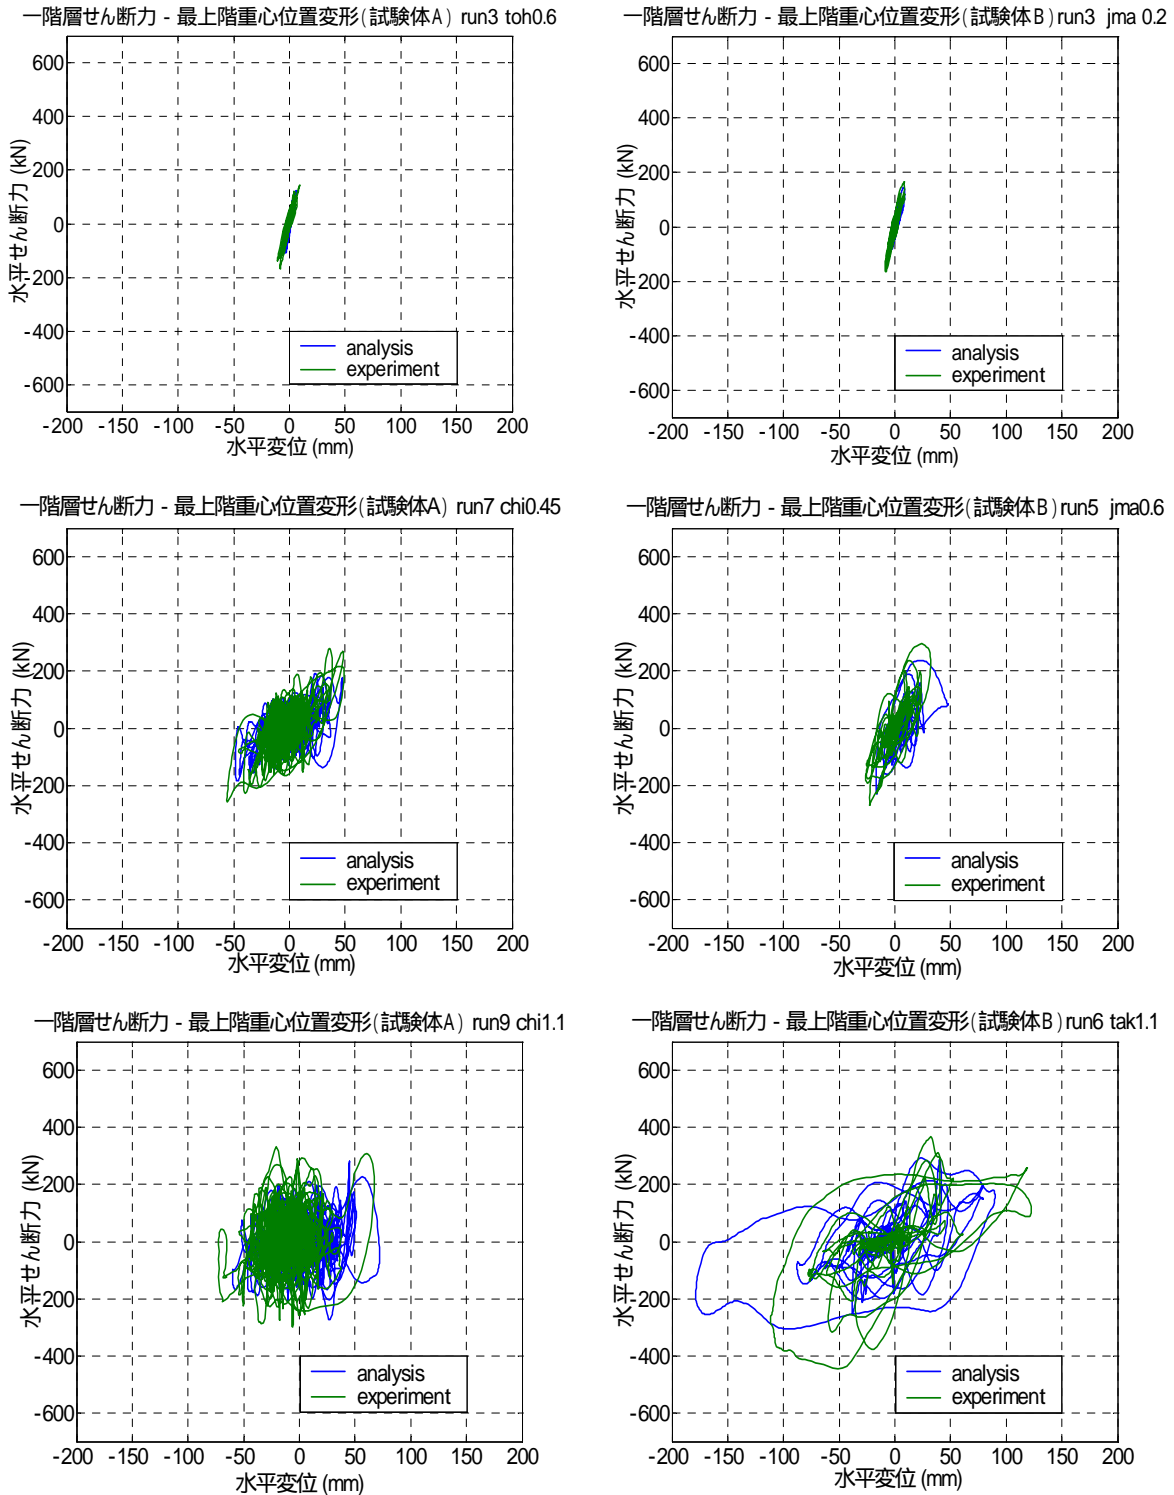 一階層せん断力 - 最上階重心位置変形(試験体A) run3 toh0.6
600
400
200
0
-200
-400
-600
水平せん断力 (kN)
analysis
experiment
-200 -150 -100 -50 0 50 100 150 200
水平変位 (mm)
一階層せん断力 - 最上階重心位置変形(試験体B) run3 jma 0.2
600
400
200
0
-200
-400
-600
水平せん断力 (kN)
analysis
experiment
-200 -150 -100 -50 0 50 100 150 200
水平変位 (mm)
一階層せん断力 - 最上階重心位置変形(試験体A) run7 chi0.45
600
400
200
0
-200
-400
-600
水平せん断力 (kN)
analysis
experiment
-200 -150 -100 -50 0 50 100 150 200
水平変位 (mm)
一階層せん断力 - 最上階重心位置変形(試験体B) run5 jma0.6
600
400
200
0
-200
-400
-600
水平せん断力 (kN)
analysis
experiment
-200 -150 -100 -50 0 50 100 150 200
水平変位 (mm)
一階層せん断力 - 最上階重心位置変形(試験体A) run9 chi1.1
600
400
200
0
-200
-400
-600
水平せん断力 (kN)
analysis
experiment
-200 -150 -100 -50 0 50 100 150 200
水平変位 (mm)
一階層せん断力 - 最上階重心位置変形(試験体B) run6 tak1.1
600
400
200
0
-200
-400
-600
水平せん断力 (kN)
analysis
experiment
-200 -150 -100 -50 0 50 100 150 200
水平変位 (mm)